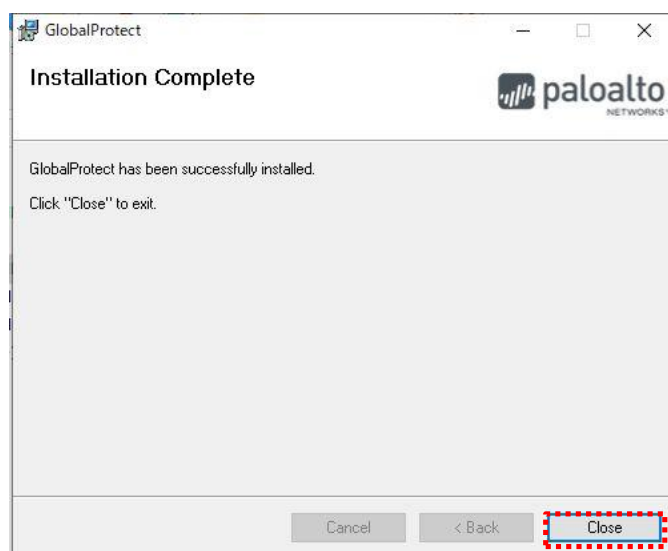 GlobalProtect
Installation Complete
paloalto
NETWORKS
GlobalProtect has been successfully installed.
Click "Close" to exit.
Cancel
< Back
Close